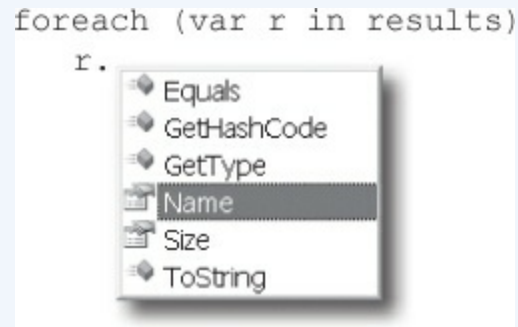 foreach (var r in results)
r.
Equals
GetHashCode
GetType
Name
Size
ToString